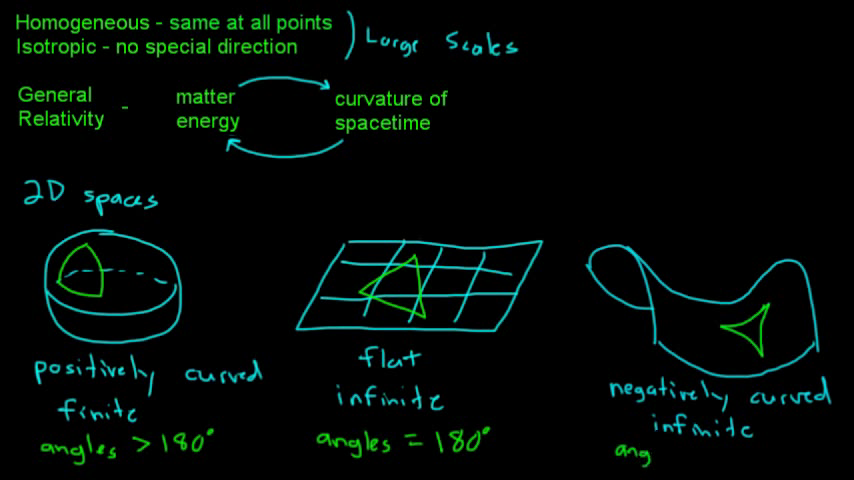 Homogeneous - same at all points
Isotropic - no special direction
Large Scales
General Relativity -
matter energy
curvature of spacetime
2D spaces
positively curved
finite
angles > 180°
flat
infinite
angles = 180°
negatively curved
infinite
ang